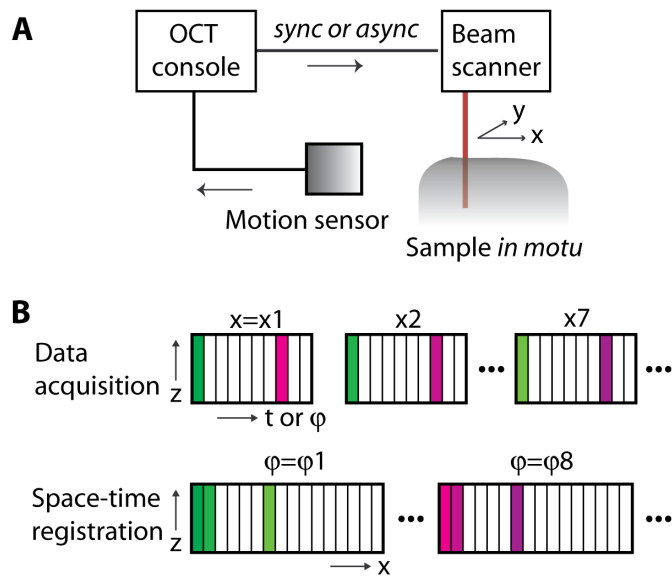 A
OCT
console
sync or async
Beam
scanner
y
x
Motion sensor
Sample in motu
B
Data
acquisition
z
x=x1
x2
x7
t or φ
Space-time
registration
z
φ=φ1
φ=φ8
x